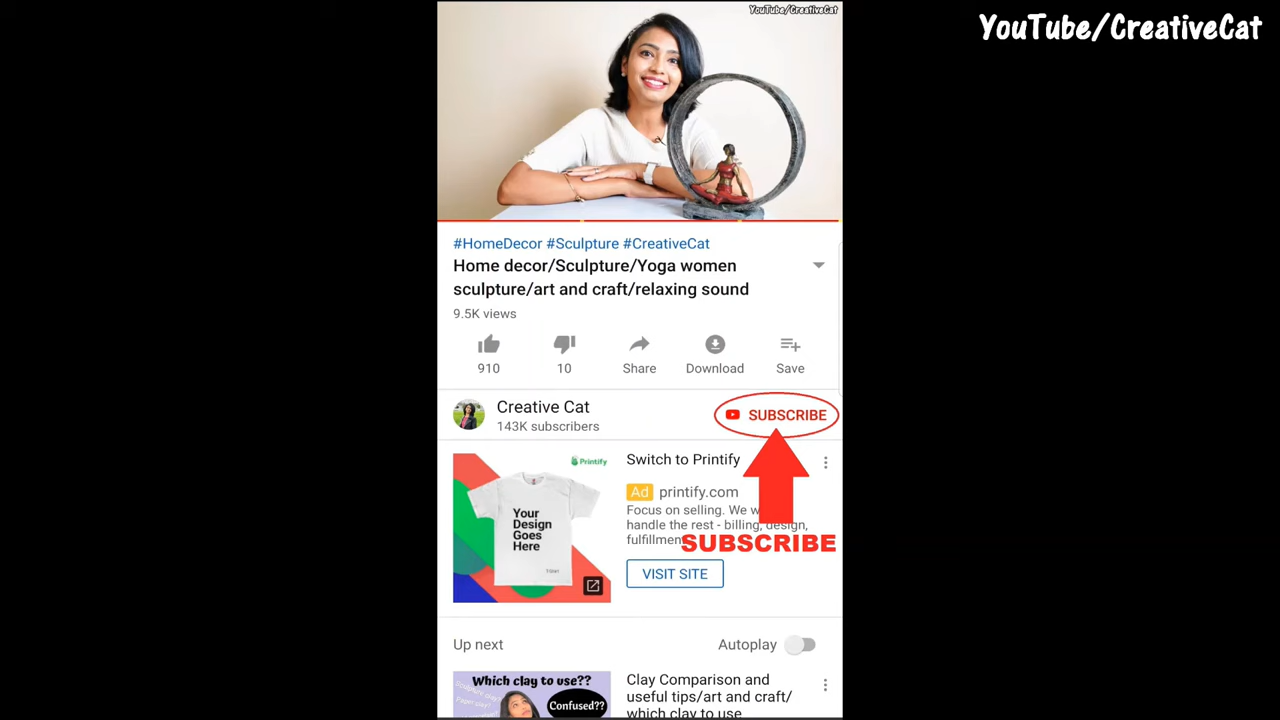 YouTube/CreativeCat
YouTube/CreativeCat
#HomeDecor #Sculpture #CreativeCat
Home decor/Sculpture/Yoga women
sculpture/art and craft/relaxing sound
9.5K views
910
10
Share
Download
Save
Creative Cat
143K subscribers
SUBSCRIBE
Printify
Your
Design
Goes
Here
Switch to Printify
Ad printify.com
Focus on selling. We
handle the rest - billing, design,
fulfillmen
SUBSCRIBE
VISIT SITE
Up next
Autoplay
Which clay to use??
Confused??
Clay Comparison and
useful tips/art and craft/
which clay to use